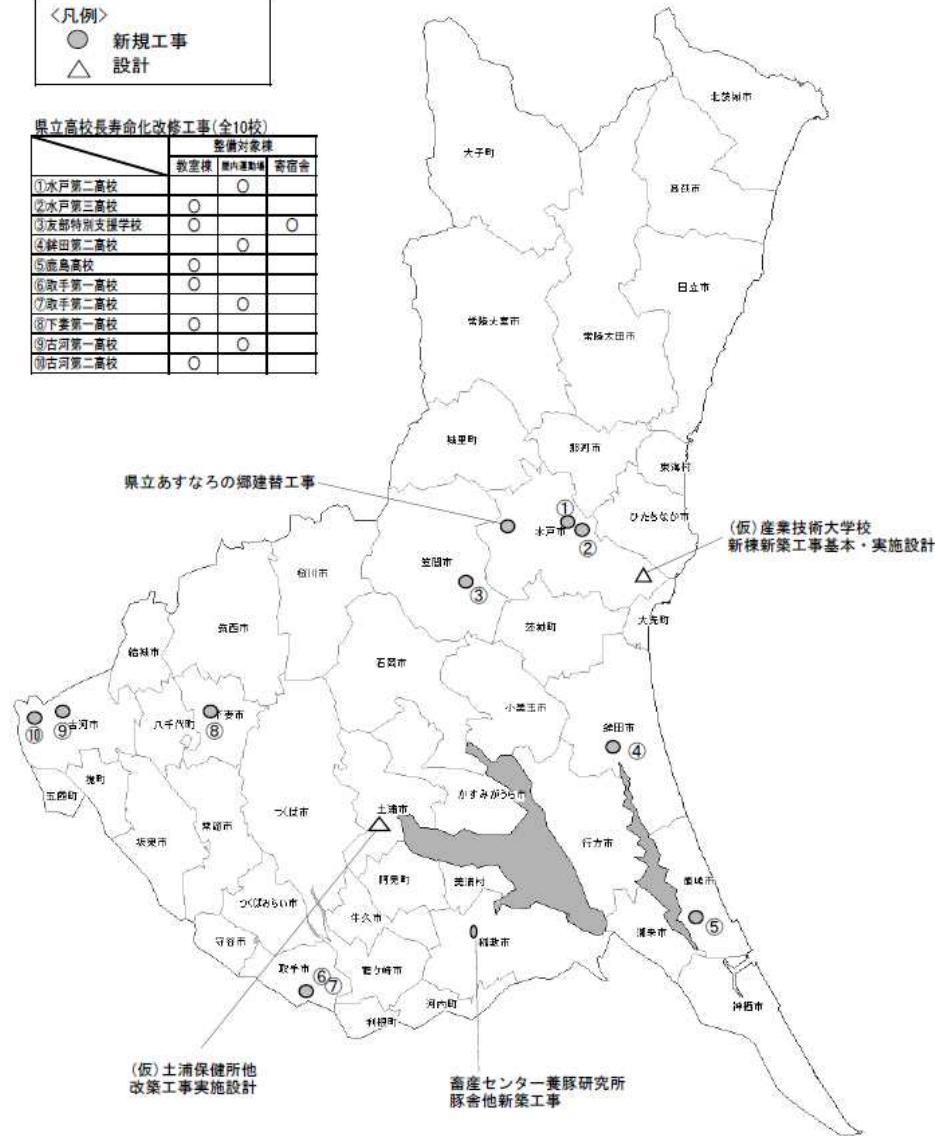 〈凡例〉
新規工事
設計
県立高校長寿命化改修工事(全10校)
整備対象棟
教室棟 屋内運動場 寄宿舎
①水戸第二高校 ○
②水戸第三高校 ○
③友部特別支援学校 ○ ○
④鉾田第二高校 ○
⑤鹿島高校 ○
⑥取手第一高校 ○
⑦取手第二高校 ○
⑧下妻第一高校 ○
⑨古河第一高校 ○
⑩古河第二高校 ○
北茨城市
大子町
高萩市
日立市
常陸大宮市
常陸太田市
城里町
那珂市
東海村
県立あすなろの郷建替工事
①
水戸市
②
ひたちなか市
(仮)産業技術大学校
新棟新築工事基本・実施設計
笠間市
③
桜川市
茨城町
大洗町
筑西市
結城市
石岡市
小美玉市
⑩
⑨
古河市
八千代町
下妻市
⑧
鉾田市
④
境町
五霞町
坂東市
常総市
つくば市
土浦市
かすみがうら市
行方市
阿見町
美浦村
鹿嶋市
⑤
つくばみらい市
牛久市
稲敷市
潮来市
守谷市
取手市
⑥
⑦
龍ケ崎市
河内町
利根町
神栖市
(仮)土浦保健所他
改築工事実施設計
畜産センター養豚研究所
豚舎他新築工事